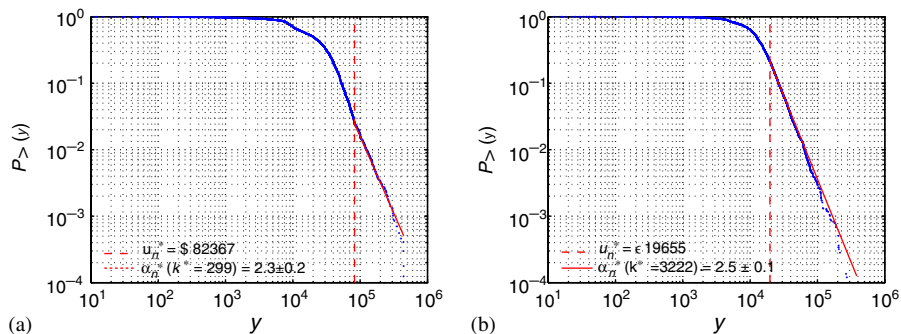 10^0
10^-1
10^-2
10^-3
10^-4
P_>(y)
u_n^* = $ 82367
α_n^* (k^* = 299) = 2.3±0.2
10^1 10^2 10^3 10^4 10^5 10^6
(a) y
10^0
10^-1
10^-2
10^-3
10^-4
P_> (y)
u_n^* = ϵ 19655
α_n^* (k^* =3222) = 2.5 ± 0.1
10^1 10^2 10^3 10^4 10^5 10^6
(b) y